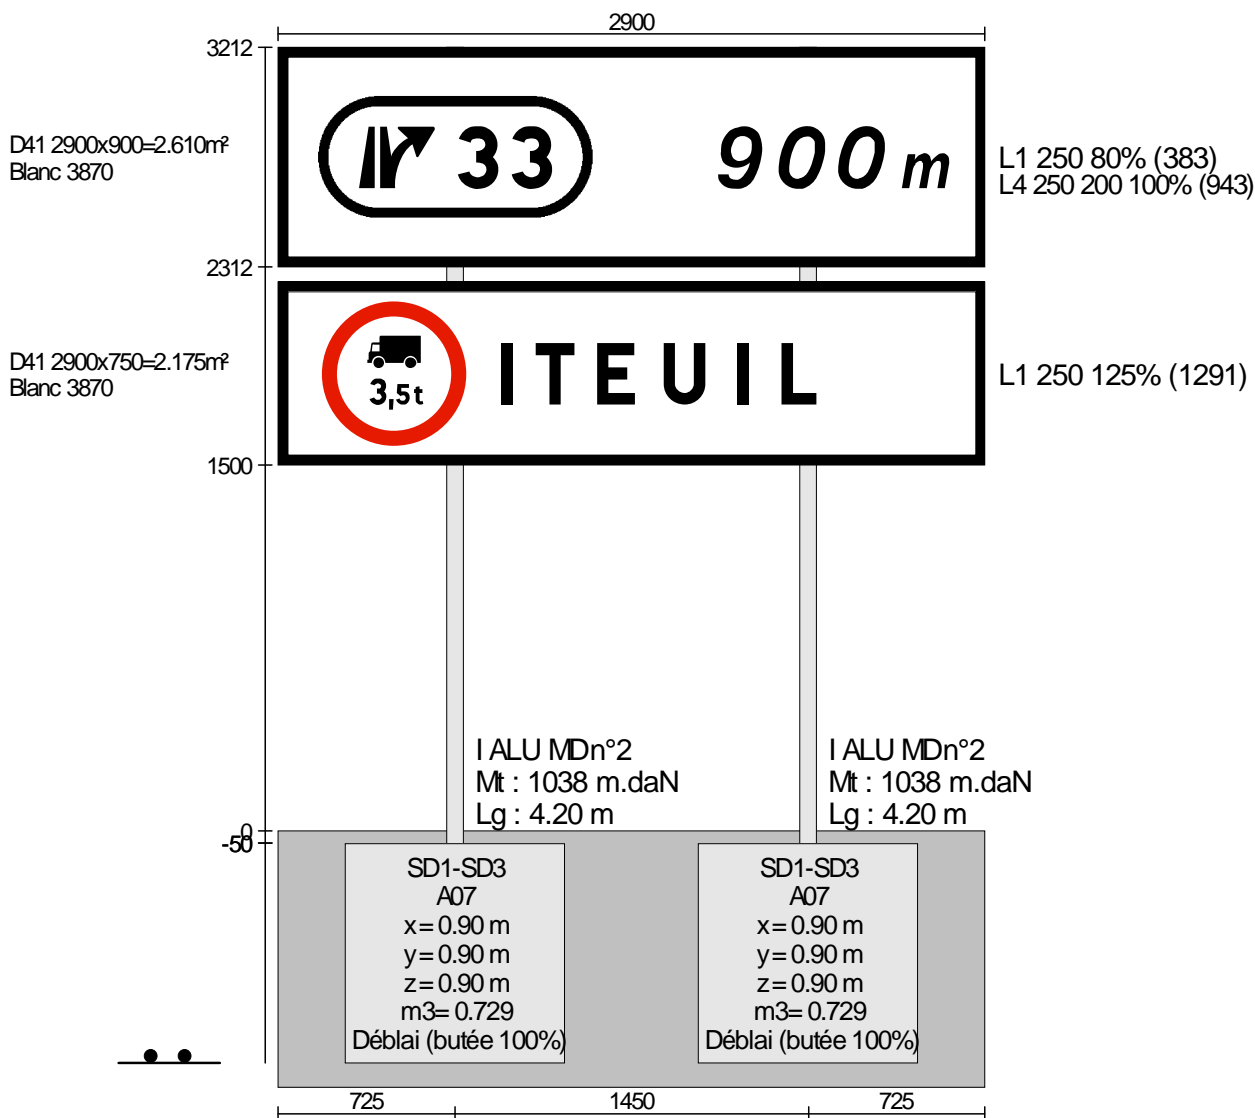 2900
3212
D41 2900x900=2.610m²
Blanc 3870
33 900 m
L1 250 80% (383)
L4 250 200 100% (943)
2312
D41 2900x750=2.175m²
Blanc 3870
3,5t
ITEUIL
L1 250 125% (1291)
1500
I ALU MDn°2
Mt : 1038 m.daN
Lg : 4.20 m
I ALU MDn°2
Mt : 1038 m.daN
Lg : 4.20 m
0
-50
SD1-SD3
A07
x= 0.90 m
y= 0.90 m
z= 0.90 m
m3= 0.729
Déblai (butée 100%)
SD1-SD3
A07
x= 0.90 m
y= 0.90 m
z= 0.90 m
m3= 0.729
Déblai (butée 100%)
725 1450 725